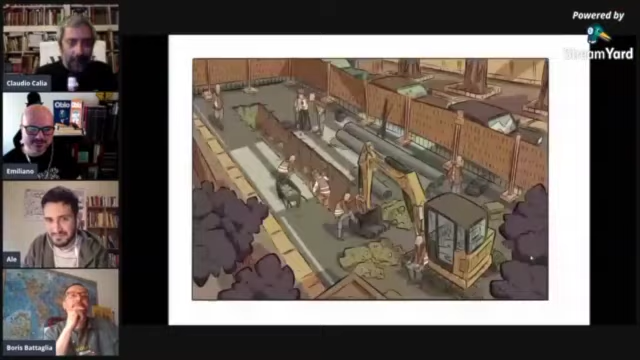 Powered by
StreamYard
Claudio Calia
Emiliano
Ale
Boris Battaglia